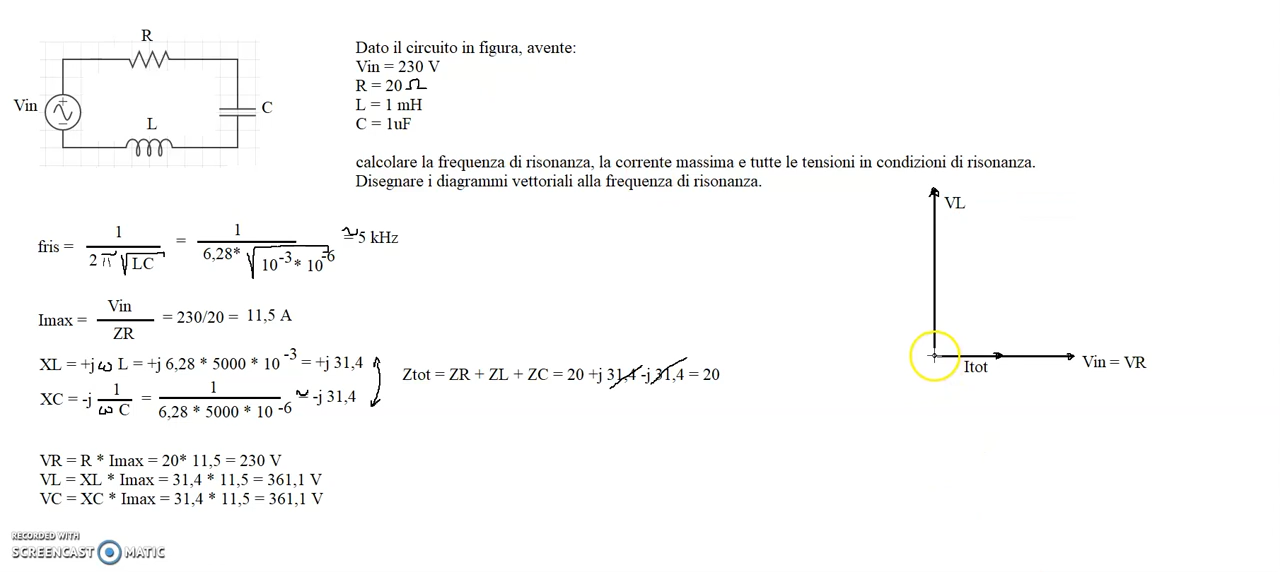 R
Vin
C
L
Dato il circuito in figura, avente:
Vin = 230 V
R = 20 Ω
L = 1 mH
C = 1uF
calcolare la frequenza di risonanza, la corrente massima e tutte le tensioni in condizioni di risonanza.
Disegnare i diagrammi vettoriali alla frequenza di risonanza.
fris = 1 / 2 π √LC = 1 / 6,28* √10^-3 * 10^-6 ≃5 kHz
Imax = Vin / ZR = 230/20 = 11,5 A
XL = +j ω L = +j 6,28 * 5000 * 10^-3 = +j 31,4
XC = -j 1 / ω C = 1 / 6,28 * 5000 * 10^-6 ≃ -j 31,4
Ztot = ZR + ZL + ZC = 20 +j 31,4 -j 31,4 = 20
VR = R * Imax = 20* 11,5 = 230 V
VL = XL * Imax = 31,4 * 11,5 = 361,1 V
VC = XC * Imax = 31,4 * 11,5 = 361,1 V
VL
Itot
Vin = VR
RECORDED WITH
SCREENCAST MATIC